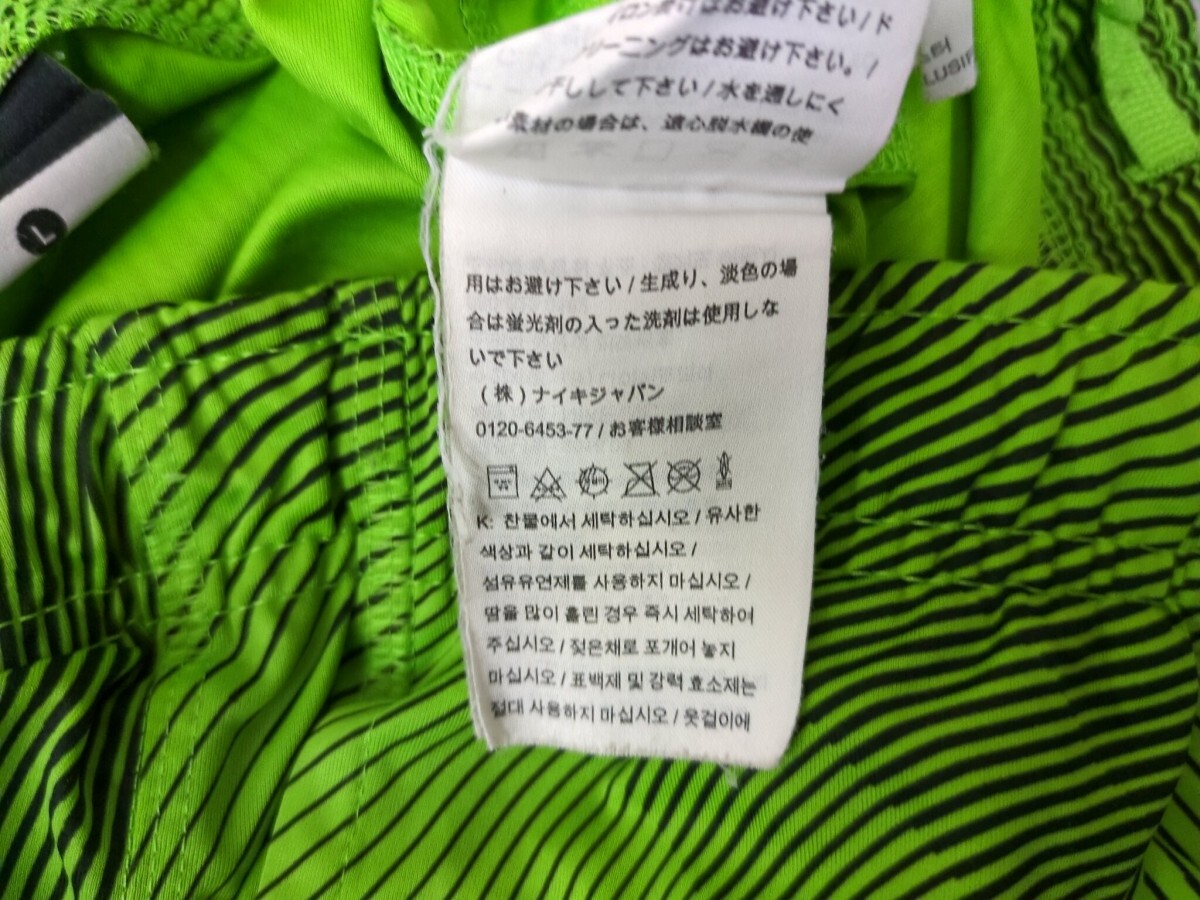 はお避け下さい / ド
リーニングはお避け下さい。/
干しして下さい / 水を通しにく
素材の場合は、遠心脱水機の使
用はお避け下さい / 生成り、淡色の場
合は蛍光剤の入った洗剤は使用しな
いで下さい
(株) ナイキジャパン
0120-6453-77 / お客様相談室
K: 찬물에서 세탁하십시오 / 유사한
색상과 같이 세탁하십시오 /
섬유유연제를 사용하지 마십시오 /
땀을 많이 흘린 경우 즉시 세탁하여
주십시오 / 젖은채로 포개어 놓지
마십시오 / 표백제 및 강력 효소제는
절대 사용하지 마십시오 / 옷걸이에
L